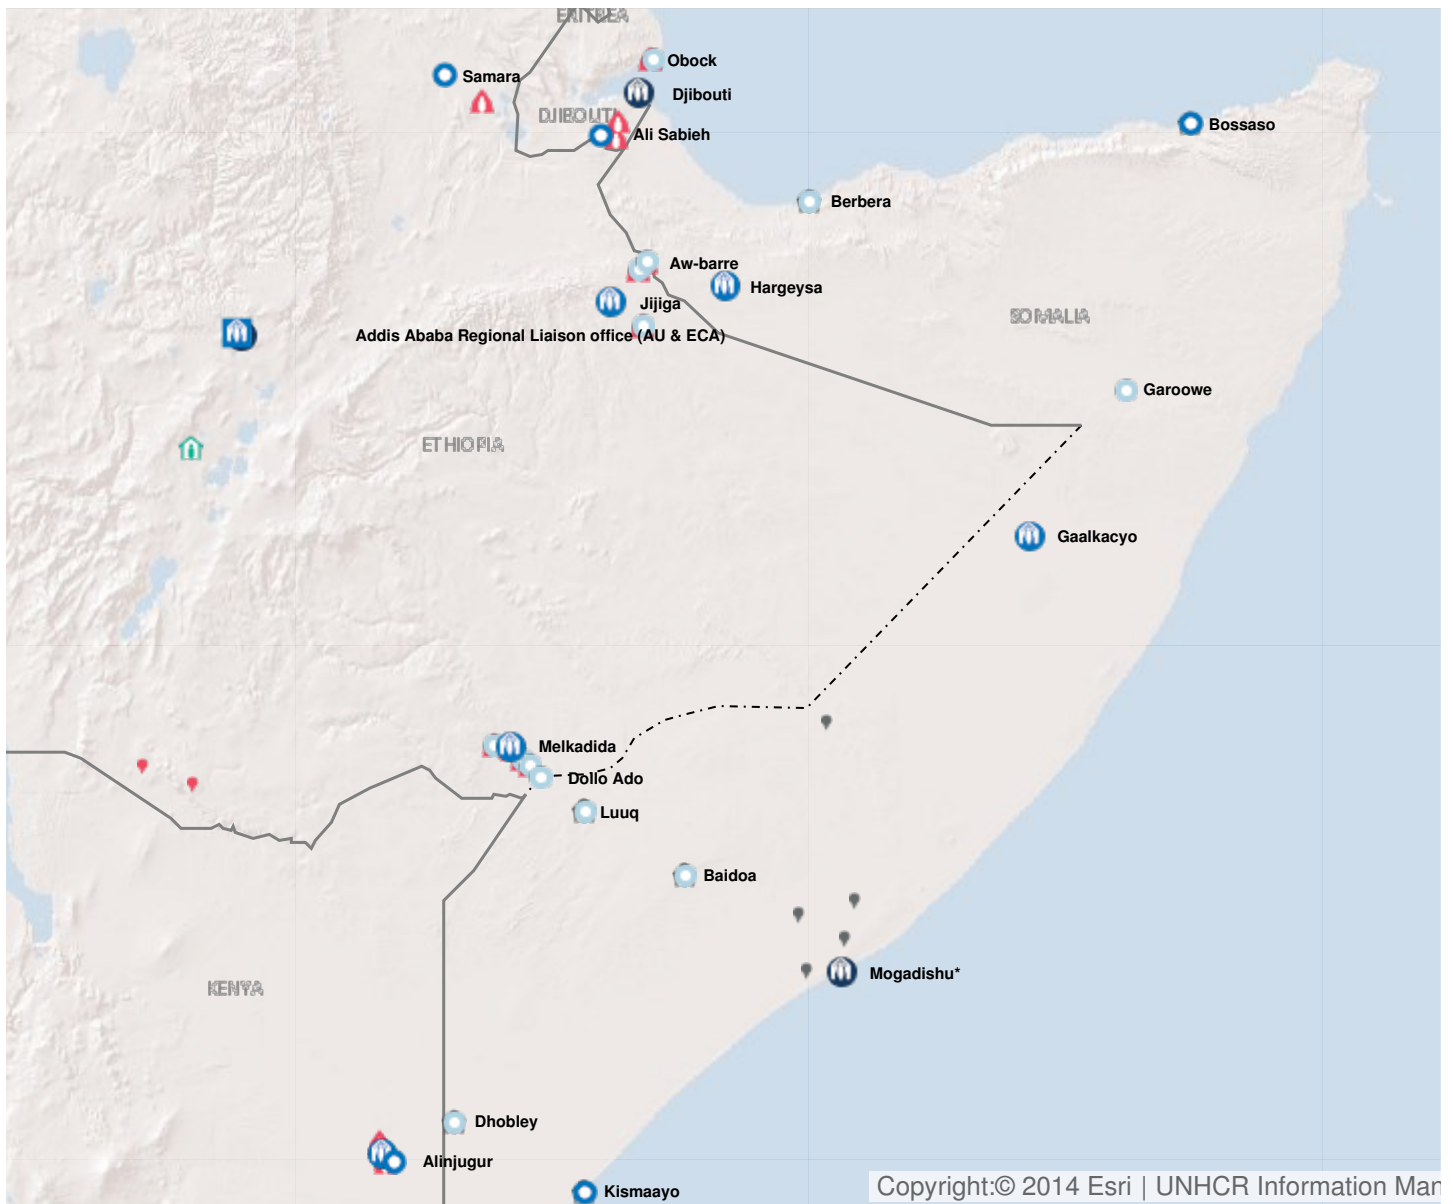 ERITREA
Obock
Samara
Djibouti
DJIBOUTI
Ali Sabieh
Bossaso
Berbera
Aw-barre
Hargeysa
Jijiga
SOMALIA
Addis Ababa Regional Liaison office (AU & ECA)
Garoowe
ETHIOPIA
Gaalkacyo
Melkadida
Dollo Ado
Luuq
Baidoa
Mogadishu*
KENYA
Dhobley
Alinjugur
Kismaayo
Copyright:© 2014 Esri | UNHCR Information Man